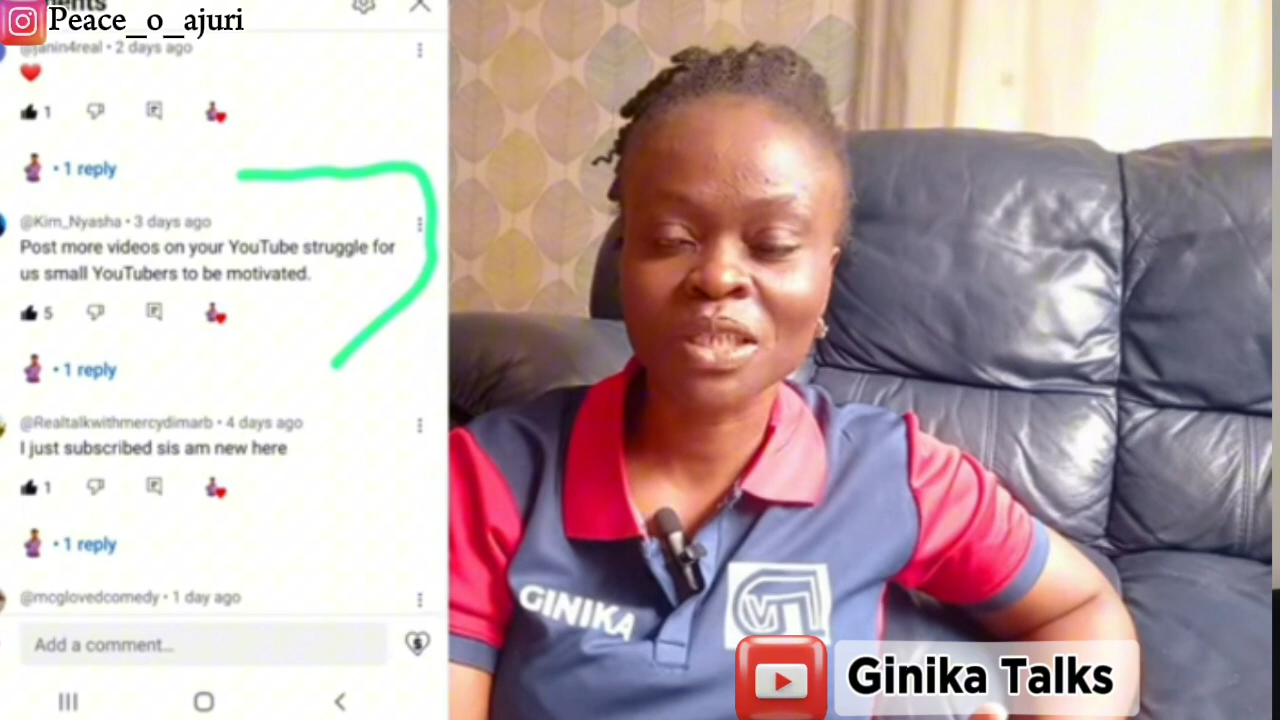 Peace_o_ajuri
@janin4real • 2 days ago
1
• 1 reply
@Kim_Nyasha • 3 days ago
Post more videos on your YouTube struggle for
us small YouTubers to be motivated.
5
• 1 reply
@Realtalkwithmercydimarb • 4 days ago
I just subscribed sis am new here
1
• 1 reply
@mcglovedcomedy • 1 day ago
Add a comment...
GINIKA
Ginika Talks